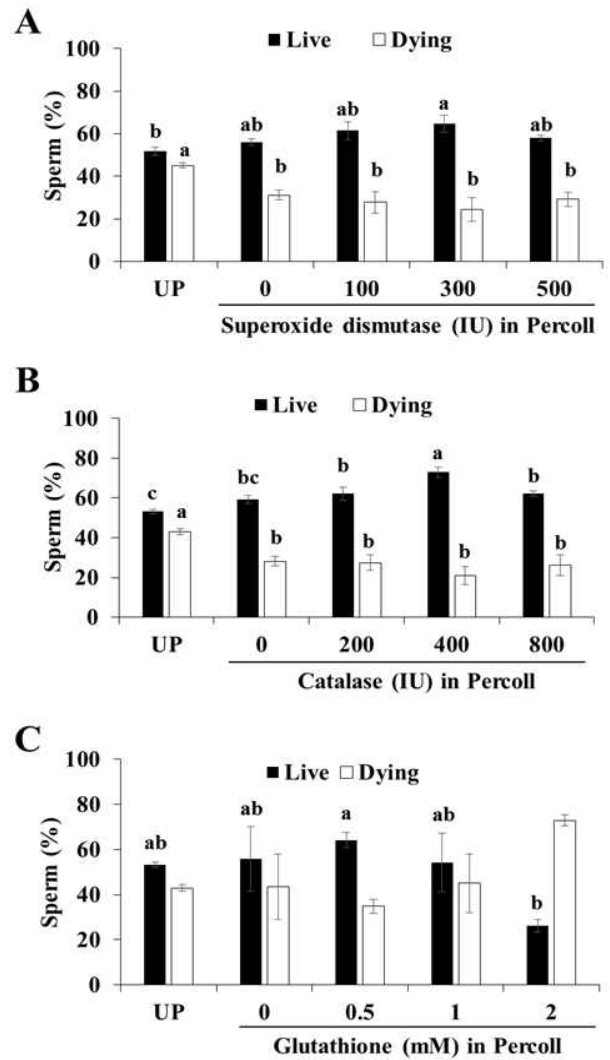 A
Live Dying
100
80
60
40
20
0
Sperm (%)
b a ab b ab b a b ab b
UP 0 100 300 500
Superoxide dismutase (IU) in Percoll
B
Live Dying
100
80
60
40
20
0
Sperm (%)
c a bc b b b a b b b
UP 0 200 400 800
Catalase (IU) in Percoll
C
Live Dying
100
80
60
40
20
0
Sperm (%)
ab ab a ab b
UP 0 0.5 1 2
Glutathione (mM) in Percoll